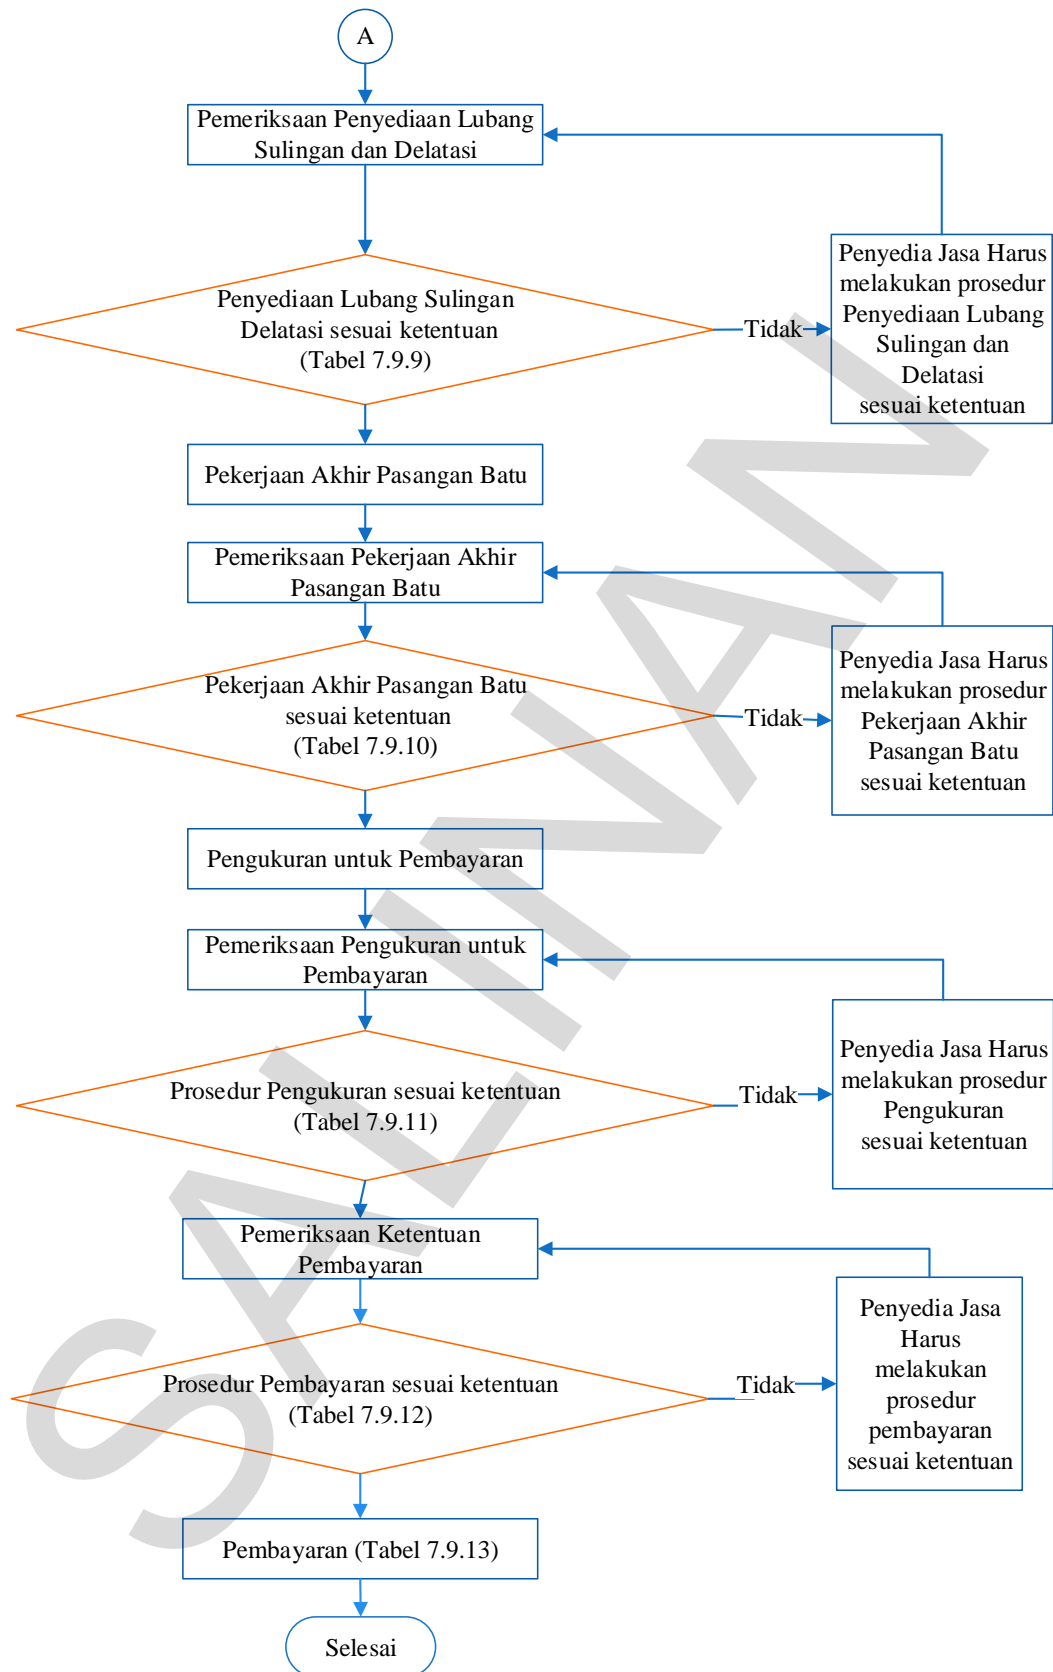 A
Pemeriksaan Penyediaan Lubang
Sulingan dan Delatasi
Penyediaan Lubang Sulingan
Delatasi sesuai ketentuan
(Tabel 7.9.9)
Tidak
Penyedia Jasa Harus
melakukan prosedur
Penyediaan Lubang
Sulingan dan
Delatasi
sesuai ketentuan
Pekerjaan Akhir Pasangan Batu
Pemeriksaan Pekerjaan Akhir
Pasangan Batu
Pekerjaan Akhir Pasangan Batu
sesuai ketentuan
(Tabel 7.9.10)
Tidak
Penyedia Jasa Harus
melakukan prosedur
Pekerjaan Akhir
Pasangan Batu
sesuai ketentuan
Pengukuran untuk Pembayaran
Pemeriksaan Pengukuran untuk
Pembayaran
Prosedur Pengukuran sesuai ketentuan
(Tabel 7.9.11)
Tidak
Penyedia Jasa Harus
melakukan prosedur
Pengukuran
sesuai ketentuan
Pemeriksaan Ketentuan
Pembayaran
Prosedur Pembayaran sesuai ketentuan
(Tabel 7.9.12)
Tidak
Penyedia Jasa
Harus
melakukan
prosedur
pembayaran
sesuai ketentuan
Pembayaran (Tabel 7.9.13)
Selesai
SALINAN